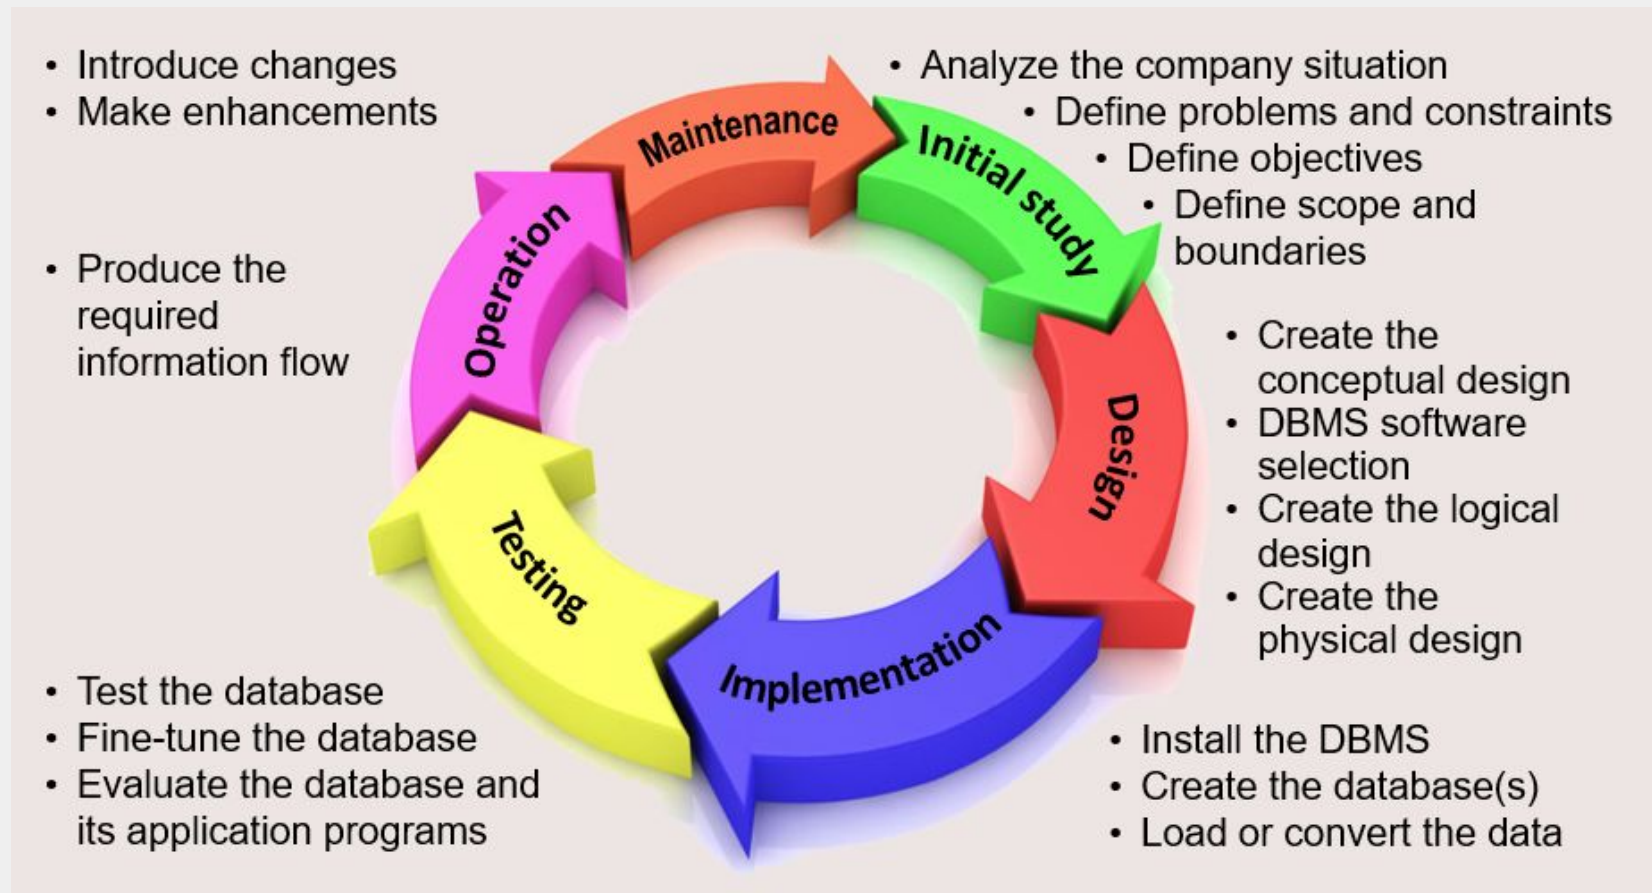 • Introduce changes
• Make enhancements
Maintenance
• Analyze the company situation
• Define problems and constraints
• Define objectives
• Define scope and
boundaries
Initial study
• Create the
conceptual design
• DBMS software
selection
• Create the logical
design
• Create the
physical design
Design
• Install the DBMS
• Create the database(s)
• Load or convert the data
Implementation
• Test the database
• Fine-tune the database
• Evaluate the database and
its application programs
Testing
• Produce the
required
information flow
Operation